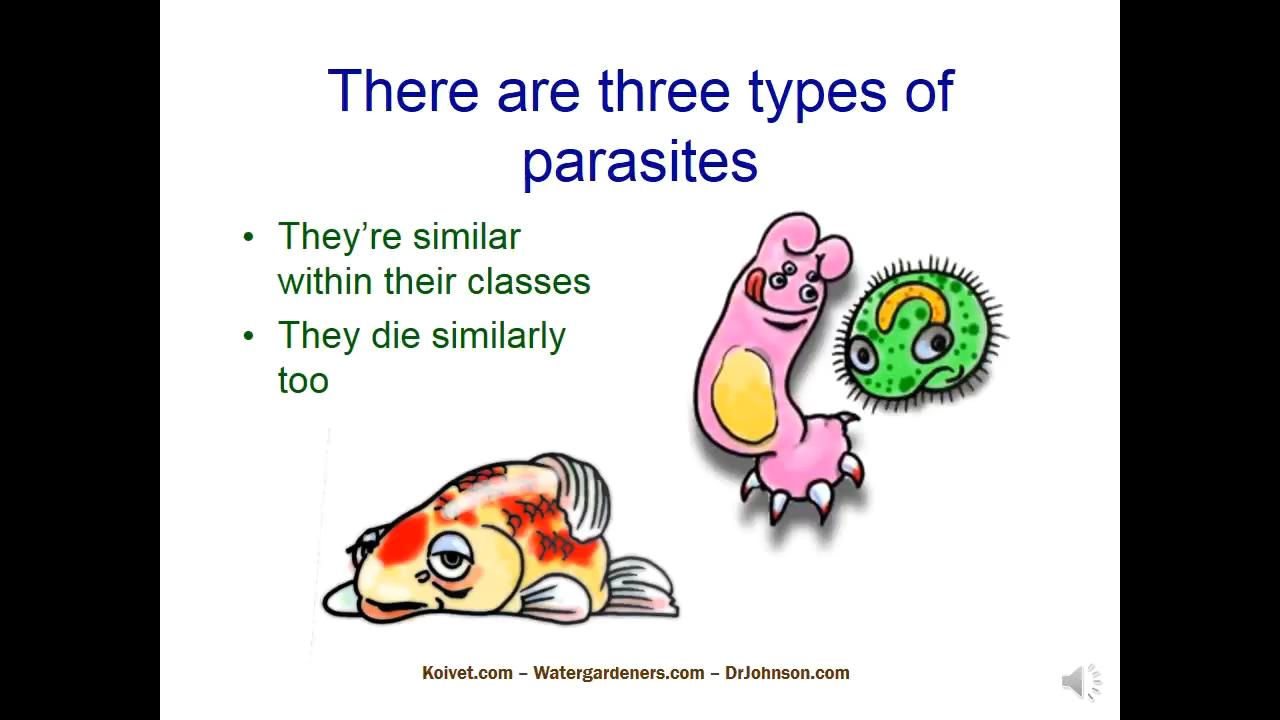 There are three types of
parasites
• They’re similar
within their classes
• They die similarly
too
Koivet.com – Watergardeners.com – DrJohnson.com